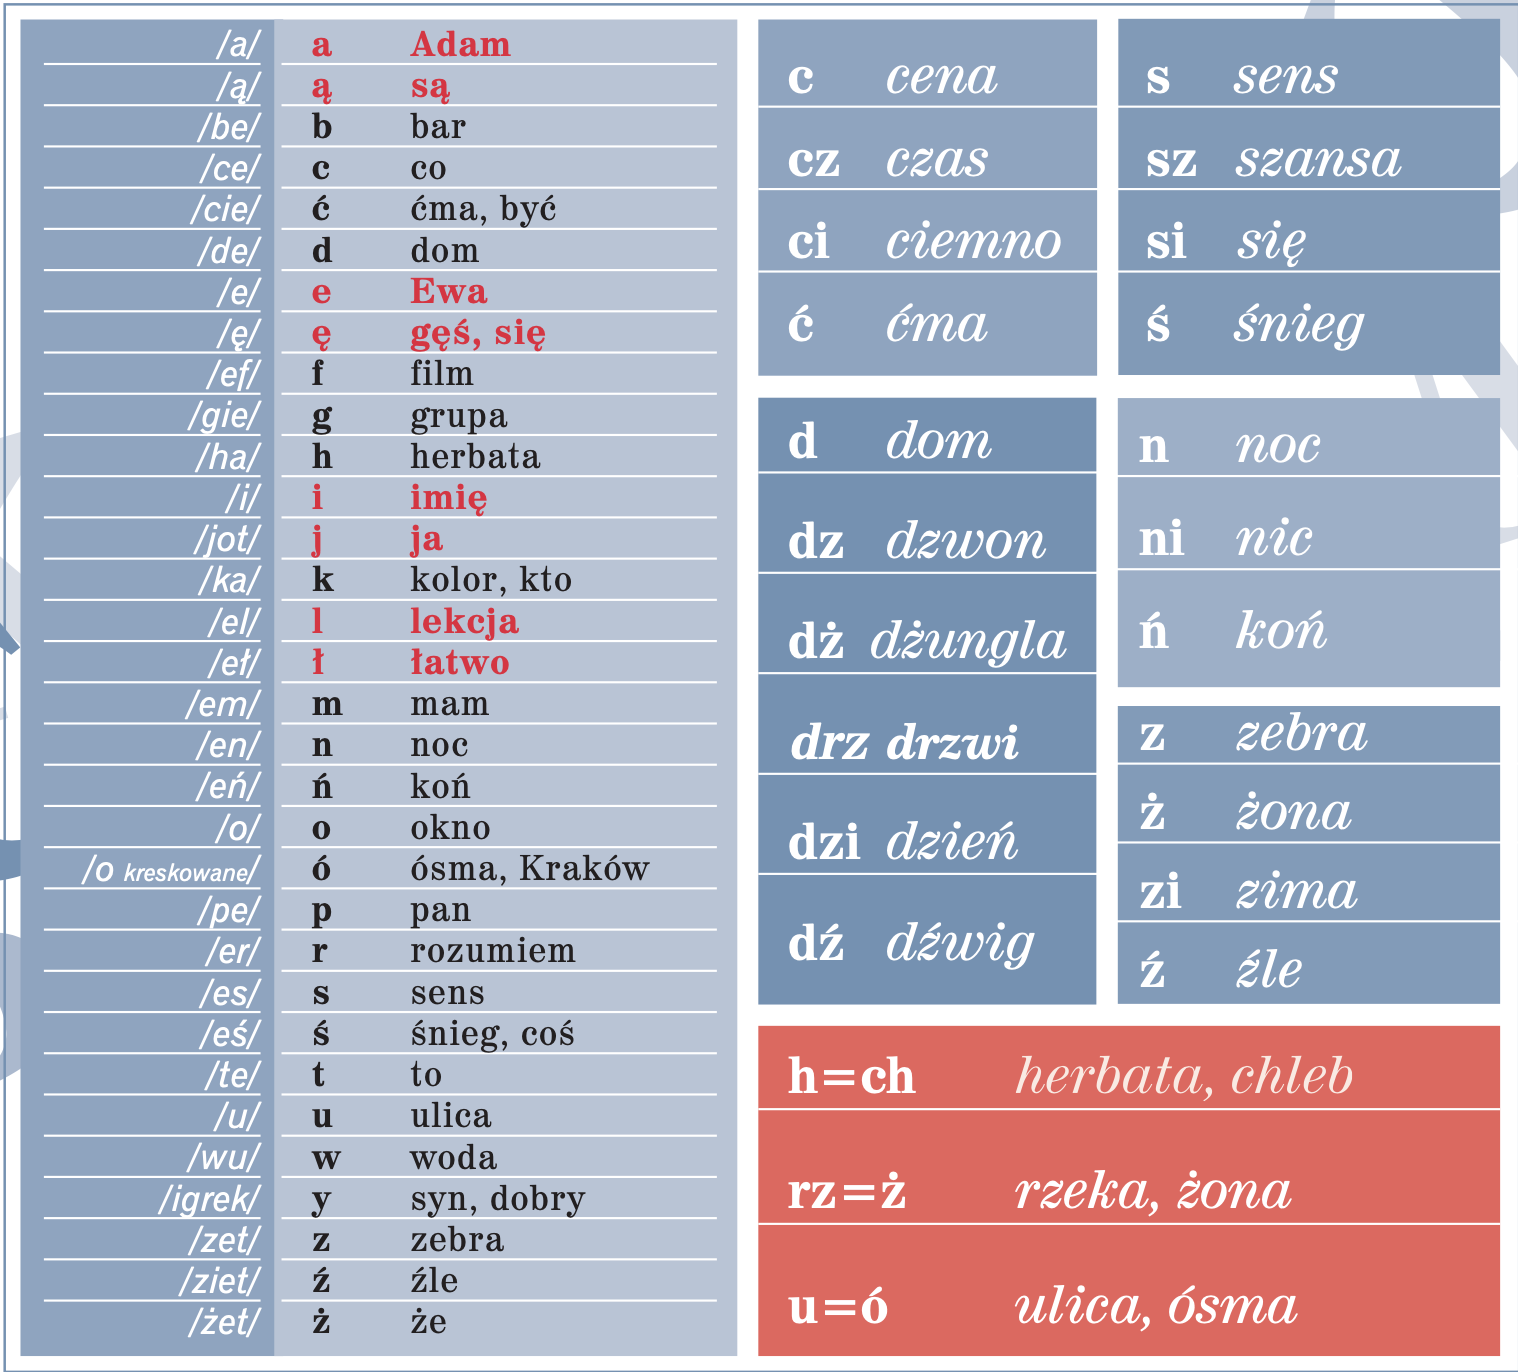 /a/ a Adam
/ą/ ą są
/be/ b bar
/ce/ c co
/cie/ ć ćma, być
/de/ d dom
/e/ e Ewa
/ę/ ę gęś, się
/ef/ f film
/gie/ g grupa
/ha/ h herbata
/i/ i imię
/jot/ j ja
/ka/ k kolor, kto
/el/ l lekcja
/eł/ ł łatwo
/em/ m mam
/en/ n noc
/eń/ ń koń
/o/ o okno
/o kreskowane/ ó ósma, Kraków
/pe/ p pan
/er/ r rozumiem
/es/ s sens
/eś/ ś śnieg, coś
/te/ t to
/u/ u ulica
/wu/ w woda
/igrek/ y syn, dobry
/zet/ z zebra
/ziet/ ź źle
/żet/ ż że
c cena
cz czas
ci ciemno
ć ćma
s sens
sz szansa
si się
ś śnieg
d dom
dz dzwon
dż dżungla
drz drzwi
dzi dzień
dź dźwig
n noc
ni nic
ń koń
z zebra
ż żona
zi zima
ź źle
h=ch herbata, chleb
rz=ż rzeka, żona
u=ó ulica, ósma